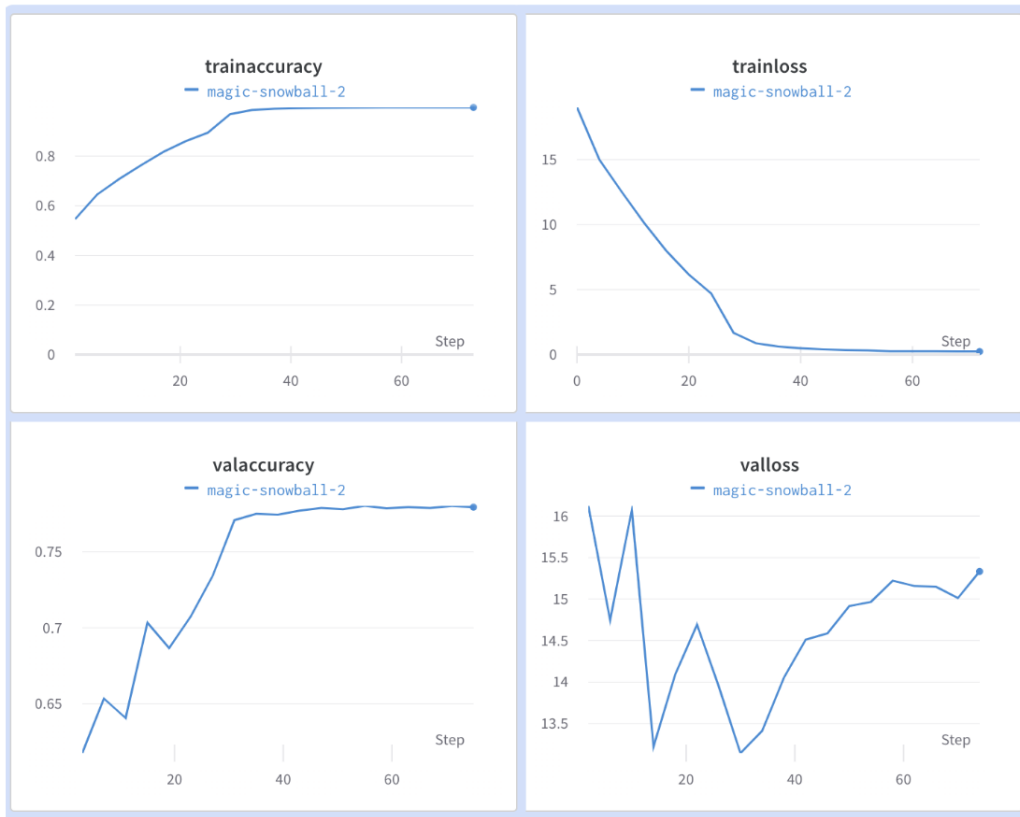 trainaccuracy
magic-snowball-2
0.8
0.6
0.4
0.2
0
Step
20 40 60
trainloss
magic-snowball-2
15
10
5
0
Step
0 20 40 60
valaccuracy
magic-snowball-2
0.75
0.7
0.65
Step
20 40 60
valloss
magic-snowball-2
16
15.5
15
14.5
14
13.5
Step
20 40 60